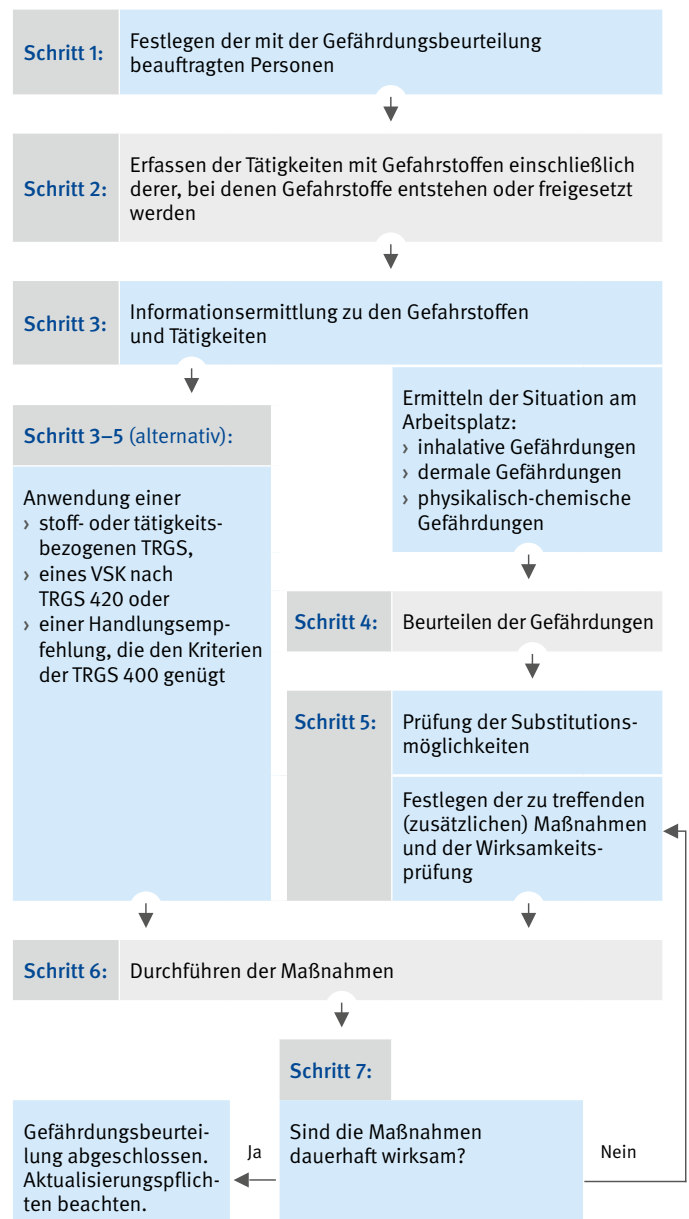 Schritt 1:
Festlegen der mit der Gefährdungsbeurteilung
beauftragten Personen
Schritt 2:
Erfassen der Tätigkeiten mit Gefahrstoffen einschließlich
derer, bei denen Gefahrstoffe entstehen oder freigesetzt
werden
Schritt 3:
Informationsermittlung zu den Gefahrstoffen
und Tätigkeiten
Schritt 3–5 (alternativ):
Anwendung einer
› stoff- oder tätigkeits-
bezogenen TRGS,
› eines VSK nach
TRGS 420 oder
› einer Handlungsemp-
fehlung, die den Kriterien
der TRGS 400 genügt
Ermitteln der Situation am
Arbeitsplatz:
› inhalative Gefährdungen
› dermale Gefährdungen
› physikalisch-chemische
Gefährdungen
Schritt 4:
Beurteilen der Gefährdungen
Schritt 5:
Prüfung der Substitutions-
möglichkeiten
Festlegen der zu treffenden
(zusätzlichen) Maßnahmen
und der Wirksamkeits-
prüfung
Schritt 6:
Durchführen der Maßnahmen
Schritt 7:
Sind die Maßnahmen
dauerhaft wirksam?
Ja
Nein
Gefährdungsbeurtei-
lung abgeschlossen.
Aktualisierungspflich-
ten beachten.